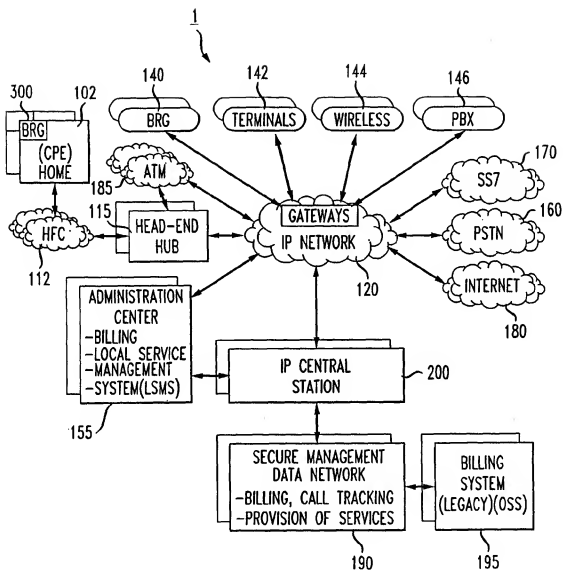 1
300
102
140
142
144
146
BRG
(CPE)
HOME
BRG
TERMINALS
WIRELESS
PBX
185
ATM
170
SS7
115
HEAD-END
HUB
GATEWAYS
IP NETWORK
160
PSTN
HFC
112
120
INTERNET
180
ADMINISTRATION
CENTER
-BILLING
-LOCAL SERVICE
-MANAGEMENT
-SYSTEM(LSMS)
155
IP CENTRAL
STATION
200
SECURE MANAGEMENT
DATA NETWORK
-BILLING, CALL TRACKING
-PROVISION OF SERVICES
190
BILLING
SYSTEM
(LEGACY)(OSS)
195